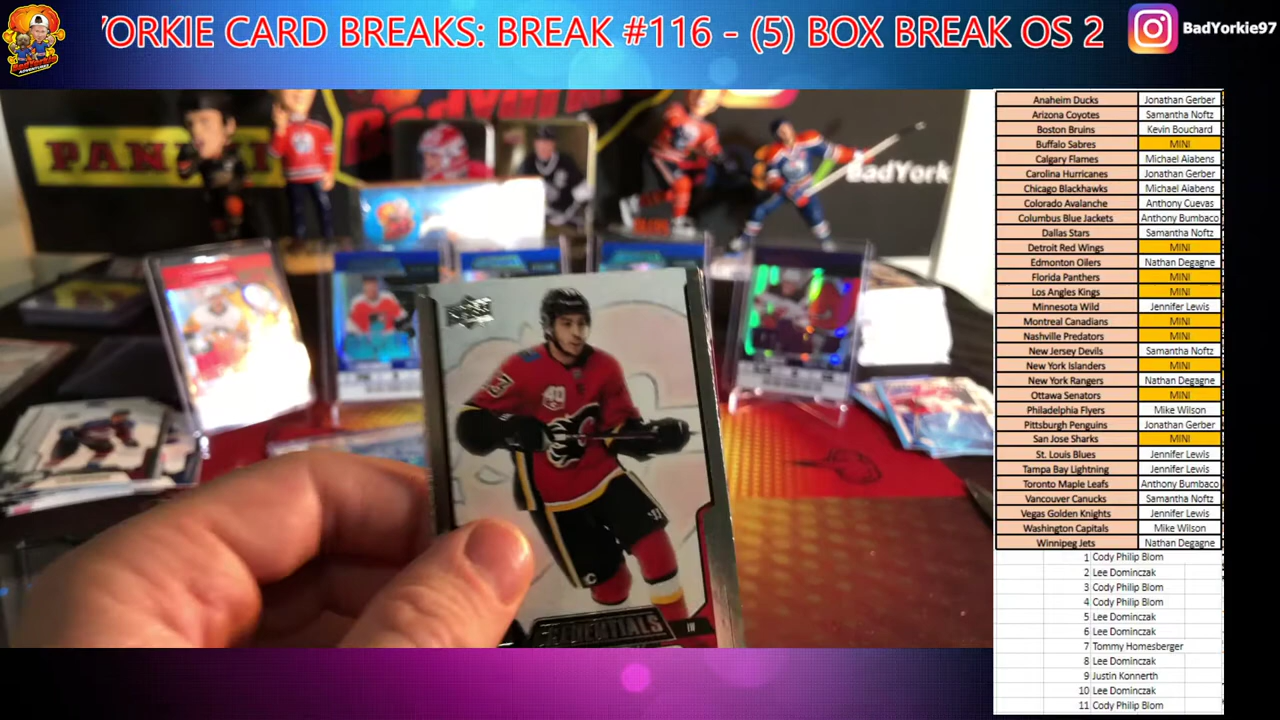 YORKIE CARD BREAKS: BREAK #116 - (5) BOX BREAK OS 2
BadYorkie97
PANINI
BadYork
Anaheim Ducks Jonathan Gerber
Arizona Coyotes Samantha Noftz
Boston Bruins Kevin Bouchard
Buffalo Sabres MINI
Calgary Flames Michael Aiabens
Carolina Hurricanes Jonathan Gerber
Chicago Blackhawks Michael Aiabens
Colorado Avalanche Anthony Cuevas
Columbus Blue Jackets Anthony Bumbaco
Dallas Stars Samantha Noftz
Detroit Red Wings MINI
Edmonton Oilers Nathan Degagne
Florida Panthers MINI
Los Angles Kings MINI
Minnesota Wild Jennifer Lewis
Montreal Canadians MINI
Nashville Predators MINI
New Jersey Devils Samantha Noftz
New York Islanders MINI
New York Rangers Nathan Degagne
Ottawa Senators MINI
Philadelphia Flyers Mike Wilson
Pittsburgh Penguins Jonathan Gerber
San Jose Sharks MINI
St. Louis Blues Jennifer Lewis
Tampa Bay Lightning Jennifer Lewis
Toronto Maple Leafs Anthony Bumbaco
Vancouver Canucks Samantha Noftz
Vegas Golden Knights Jennifer Lewis
Washington Capitals Mike Wilson
Winnipeg Jets Nathan Degagne
1 Cody Philip Blom
2 Lee Dominczak
3 Cody Philip Blom
4 Cody Philip Blom
5 Lee Dominczak
6 Lee Dominczak
7 Tommy Homesberger
8 Lee Dominczak
9 Justin Konnerth
10 Lee Dominczak
11 Cody Philip Blom